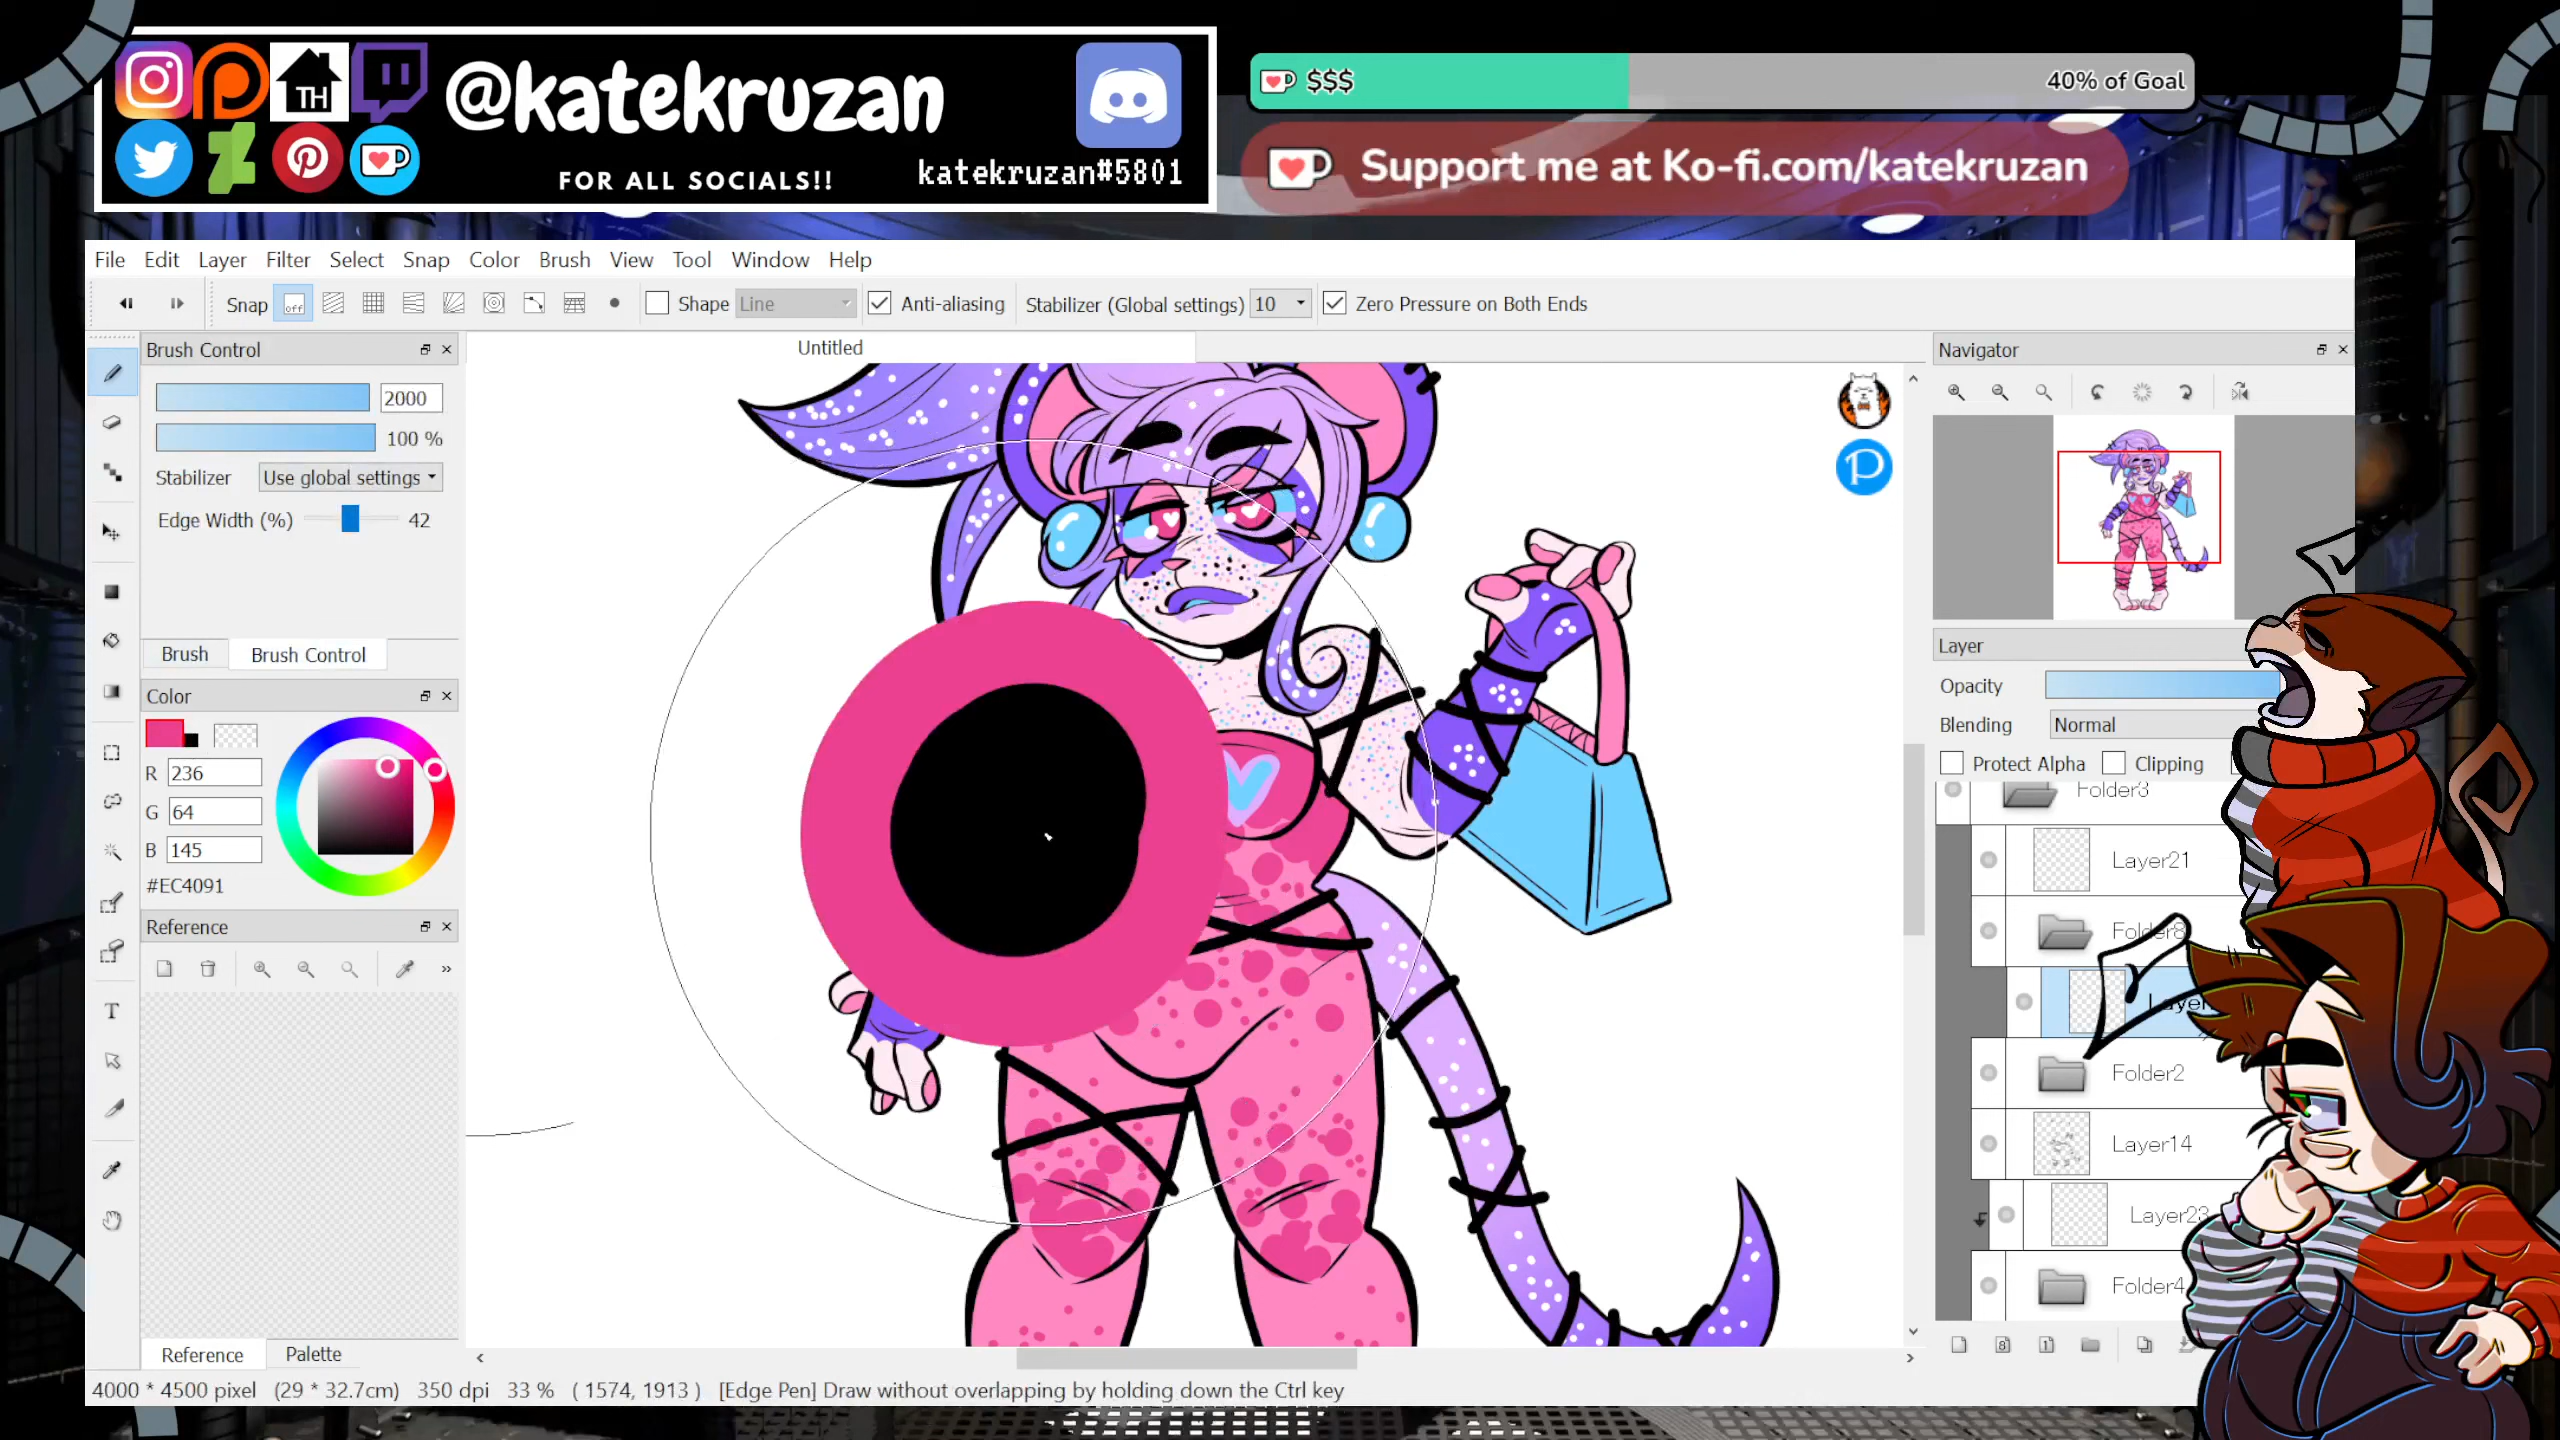 TH
@katekruzan
FOR ALL SOCIALS!!
katekruzan#5801
$$$
40% of Goal
Support me at Ko-fi.com/katekruzan
File Edit Layer Filter Select Snap Color Brush View Tool Window Help
Snap off Shape Line Anti-aliasing Stabilizer (Global settings) 10 Zero Pressure on Both Ends
Brush Control
Untitled
Navigator
2000
100 %
Stabilizer Use global settings
Edge Width (%) 42
Brush Brush Control
Color
R 236
G 64
B 145
#EC4091
Reference
Layer
Opacity
Blending Normal
Protect Alpha Clipping
Folder3
Layer21
Folder8
Layer
Folder2
Layer14
Layer23
Folder4
Reference Palette
4000 * 4500 pixel (29 * 32.7cm) 350 dpi 33 % ( 1574, 1913 ) [Edge Pen] Draw without overlapping by holding down the Ctrl key